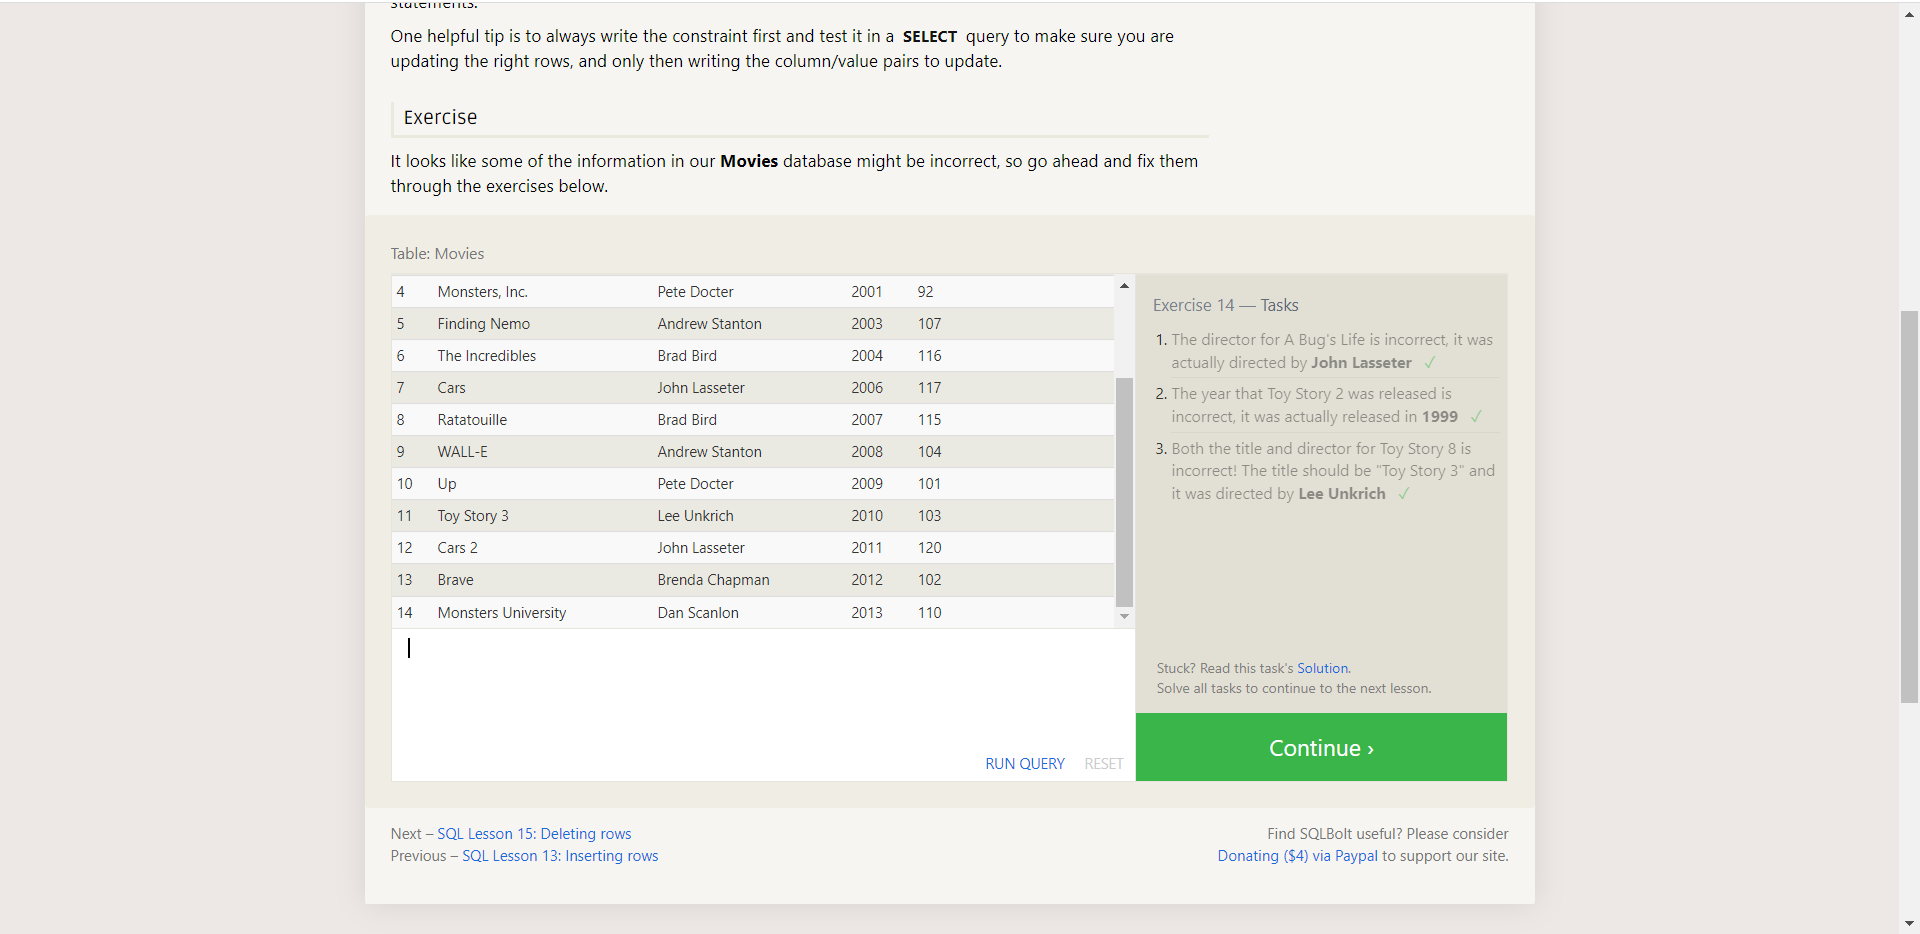 statements.
One helpful tip is to always write the constraint first and test it in a SELECT query to make sure you are
updating the right rows, and only then writing the column/value pairs to update.
Exercise
It looks like some of the information in our Movies database might be incorrect, so go ahead and fix them
through the exercises below.
Table: Movies
4 Monsters, Inc. Pete Docter 2001 92
5 Finding Nemo Andrew Stanton 2003 107
6 The Incredibles Brad Bird 2004 116
7 Cars John Lasseter 2006 117
8 Ratatouille Brad Bird 2007 115
9 WALL-E Andrew Stanton 2008 104
10 Up Pete Docter 2009 101
11 Toy Story 3 Lee Unkrich 2010 103
12 Cars 2 John Lasseter 2011 120
13 Brave Brenda Chapman 2012 102
14 Monsters University Dan Scanlon 2013 110
RUN QUERY RESET
Exercise 14 — Tasks
1. The director for A Bug's Life is incorrect, it was
actually directed by John Lasseter ✓
2. The year that Toy Story 2 was released is
incorrect, it was actually released in 1999 ✓
3. Both the title and director for Toy Story 8 is
incorrect! The title should be "Toy Story 3" and
it was directed by Lee Unkrich ✓
Stuck? Read this task's Solution.
Solve all tasks to continue to the next lesson.
Continue ›
Next – SQL Lesson 15: Deleting rows
Previous – SQL Lesson 13: Inserting rows
Find SQLBolt useful? Please consider
Donating ($4) via Paypal to support our site.